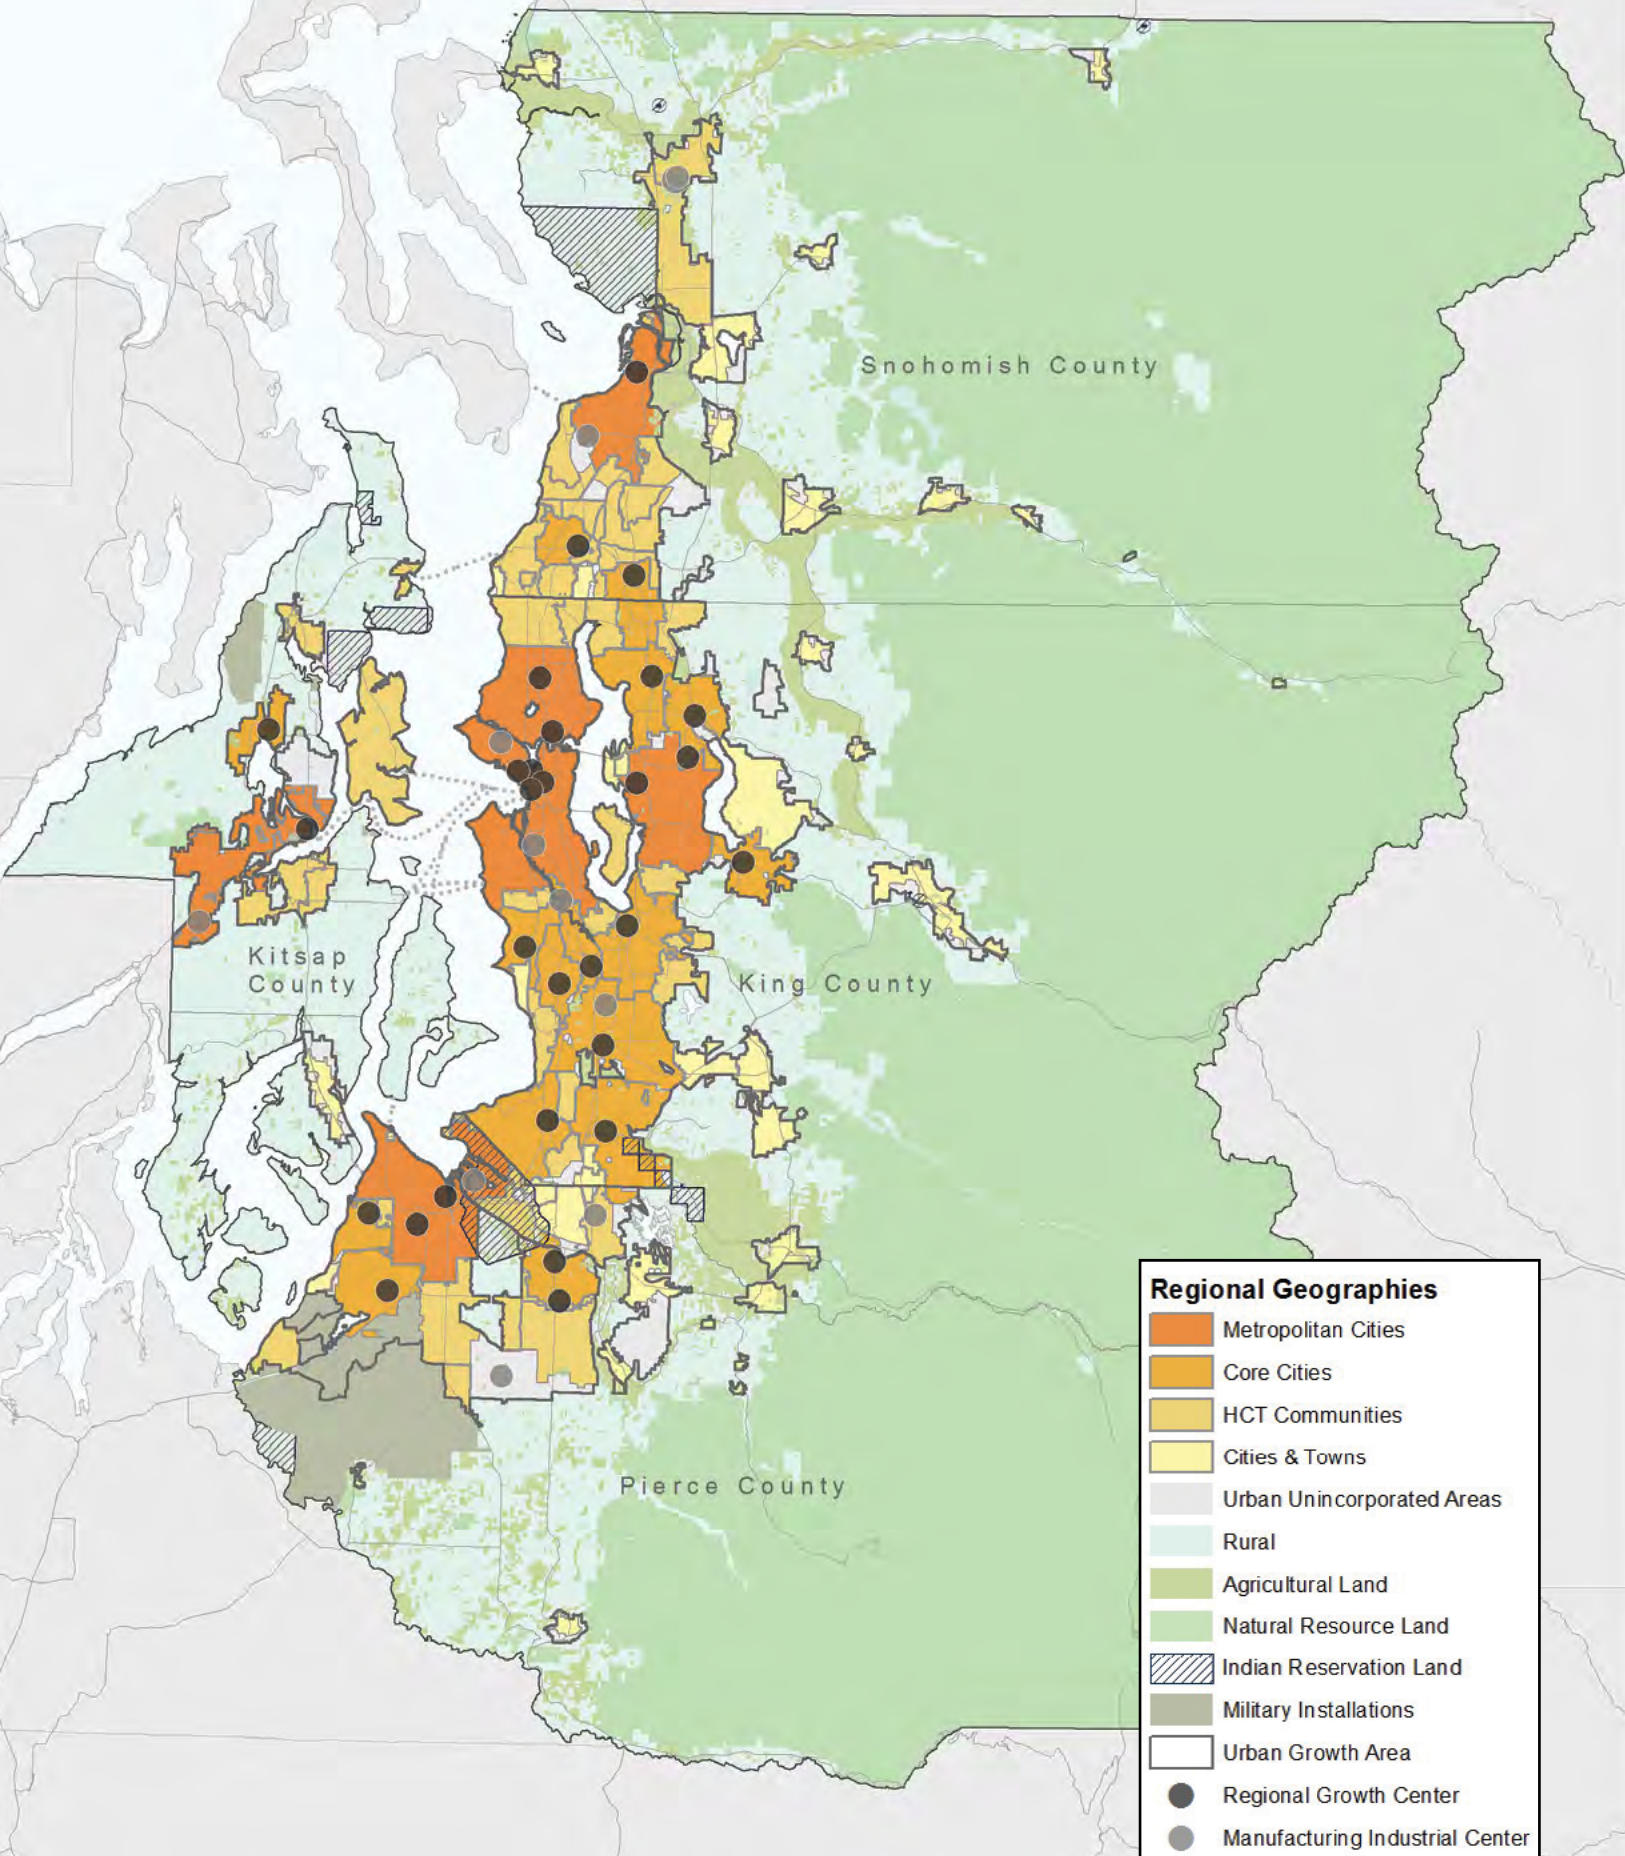 Snohomish County
Kitsap
County
King County
Pierce County
Regional Geographies
Metropolitan Cities
Core Cities
HCT Communities
Cities & Towns
Urban Unincorporated Areas
Rural
Agricultural Land
Natural Resource Land
Indian Reservation Land
Military Installations
Urban Growth Area
Regional Growth Center
Manufacturing Industrial Center